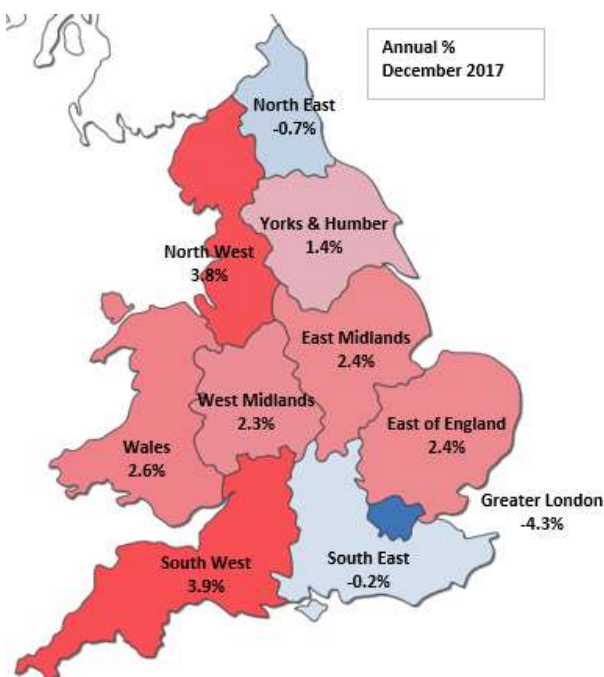 Annual %
December 2017
North East
-0.7%
Yorks & Humber
1.4%
North West
3.8%
East Midlands
2.4%
West Midlands
2.3%
East of England
2.4%
Wales
2.6%
Greater London
-4.3%
South East
-0.2%
South West
3.9%